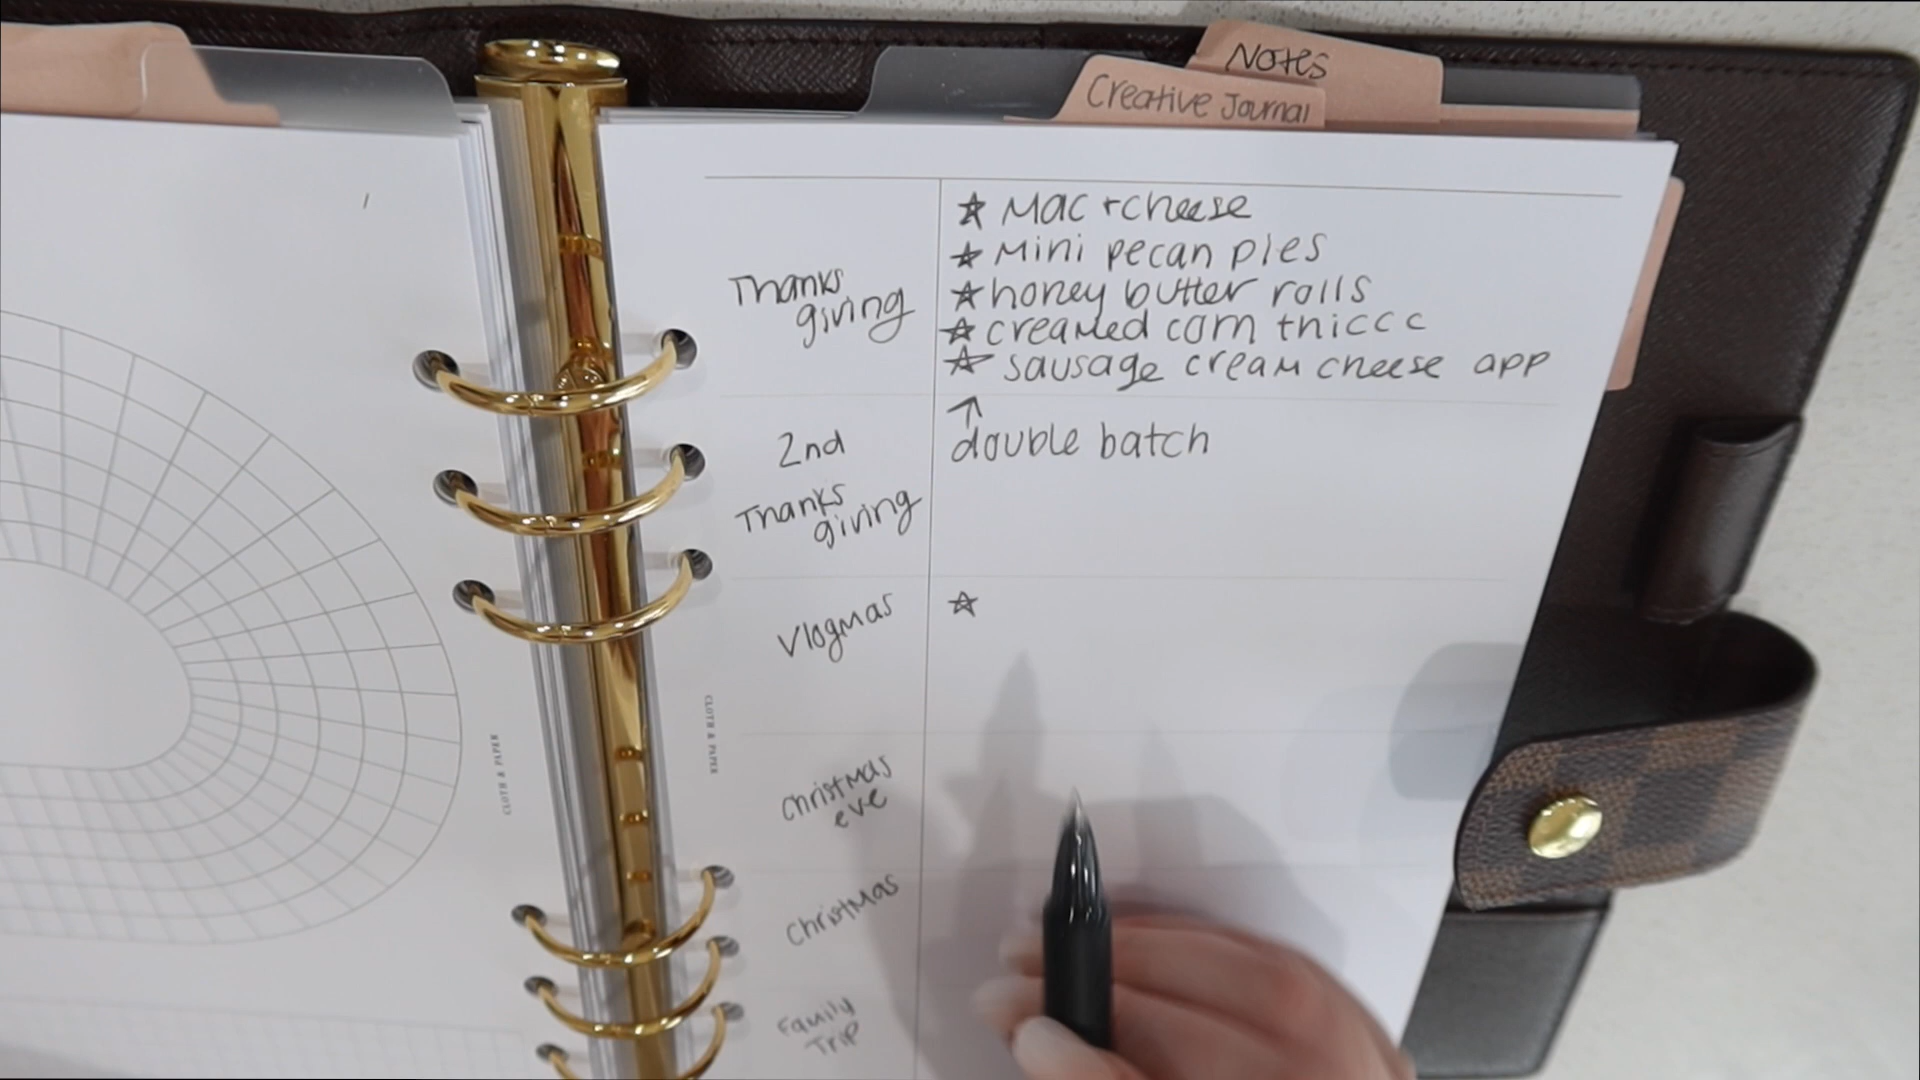 Notes
Creative Journal
Thanks
giving
☆ Mac + cheese
☆ Mini pecan pies
☆ honey butter rolls
☆ creamed corn thiccc
☆ sausage cream cheese app
2nd
Thanks
giving
↑
double batch
Vlogmas
☆
Christmas
eve
Christmas
Family
Trip
CLOTH & PAPER
CLOTH & PAPER